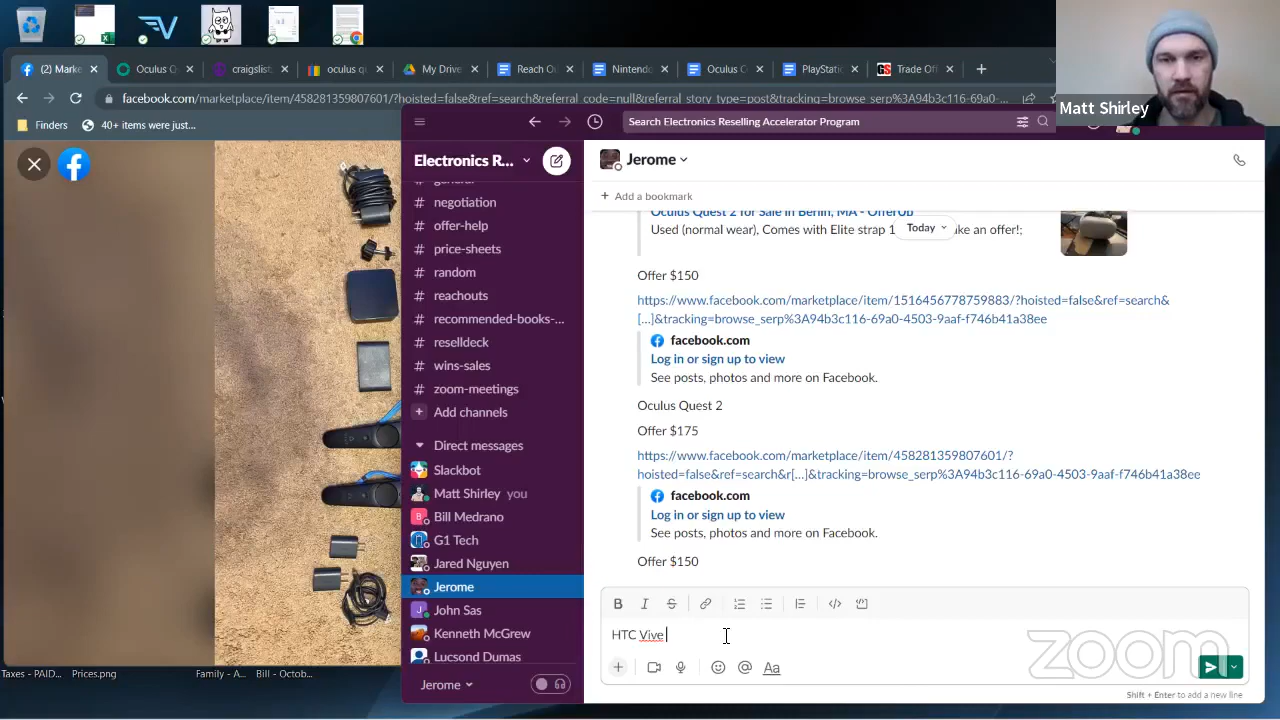 (2) Marke
Oculus Q
craigslist
oculus q
My Drive
Reach Ou
Nintendo
Oculus C
PlayStatic
GS
Trade Off
facebook.com/marketplace/item/458281359807601/?hoisted=false&ref=search&referral_code=null&referral_story_type=post&tracking=browse_serp%3A94b3c116-69a0-4503-9aaf-f746b41a38ee-0...
Finders
40+ items were just...
Matt Shirley
Search Electronics Reselling Accelerator Program
Electronics R...
# general
# negotiation
# offer-help
# price-sheets
# random
# reachouts
# recommended-books-...
# reselldeck
# wins-sales
# zoom-meetings
+ Add channels
Direct messages
Slackbot
Matt Shirley you
Bill Medrano
G1 Tech
Jared Nguyen
Jerome
John Sas
Kenneth McGrew
Lucsond Dumas
Jerome
Jerome
+ Add a bookmark
Oculus Quest 2 for Sale in Berlin, MA - OfferUp
Used (normal wear), Comes with Elite strap 1
ake an offer!;
Today
Offer $150
https://www.facebook.com/marketplace/item/1516456778759883/?hoisted=false&ref=search&
[...]&tracking=browse_serp%3A94b3c116-69a0-4503-9aaf-f746b41a38ee
facebook.com
Log in or sign up to view
See posts, photos and more on Facebook.
Oculus Quest 2
Offer $175
https://www.facebook.com/marketplace/item/458281359807601/?
hoisted=false&ref=search&r[...]&tracking=browse_serp%3A94b3c116-69a0-4503-9aaf-f746b41a38ee
facebook.com
Log in or sign up to view
See posts, photos and more on Facebook.
Offer $150
B I S
HTC Vive
Aa
zoom
Shift + Enter to add a new line
Taxes - PAID...
Prices.png
Family - A...
Bill - Octob...